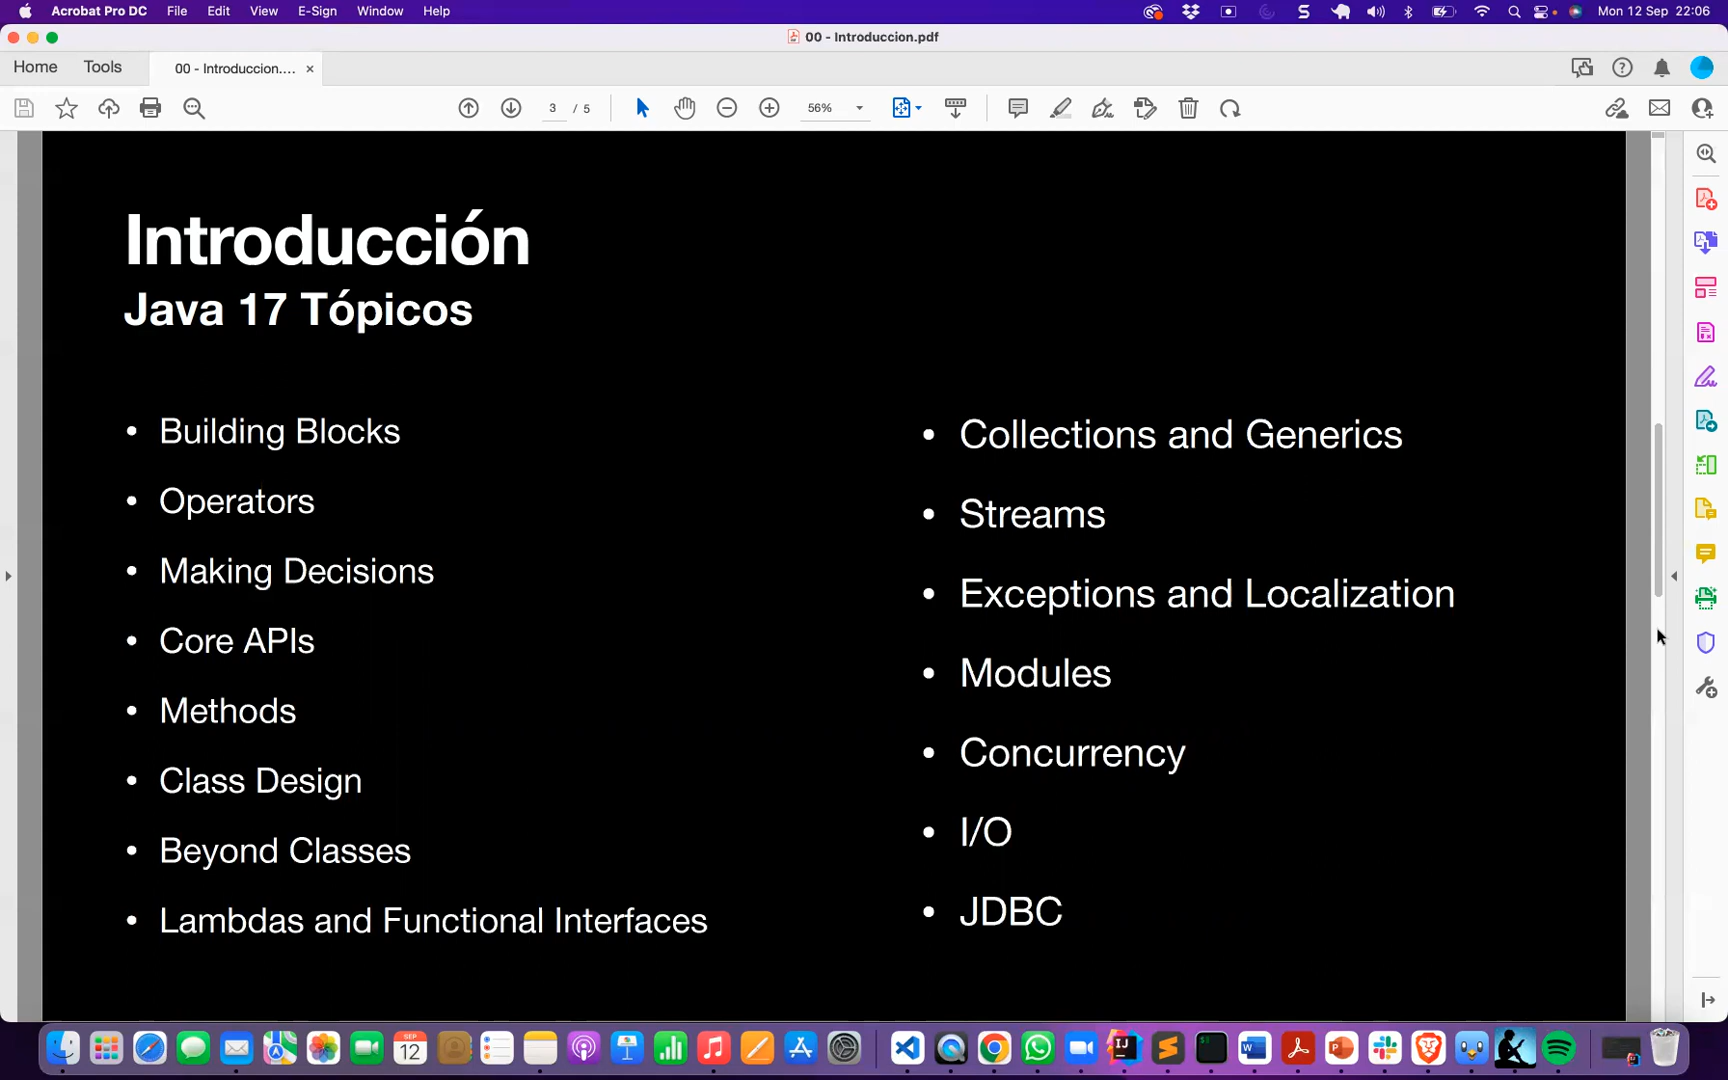 Acrobat Pro DC File Edit View E-Sign Window Help
Mon 12 Sep 22:06
00 - Introduccion.pdf
Home Tools 00 - Introduccion.... ×
3 / 5 56%
Introducción
Java 17 Tópicos
• Building Blocks
• Operators
• Making Decisions
• Core APIs
• Methods
• Class Design
• Beyond Classes
• Lambdas and Functional Interfaces
• Collections and Generics
• Streams
• Exceptions and Localization
• Modules
• Concurrency
• I/O
• JDBC
SEP
12